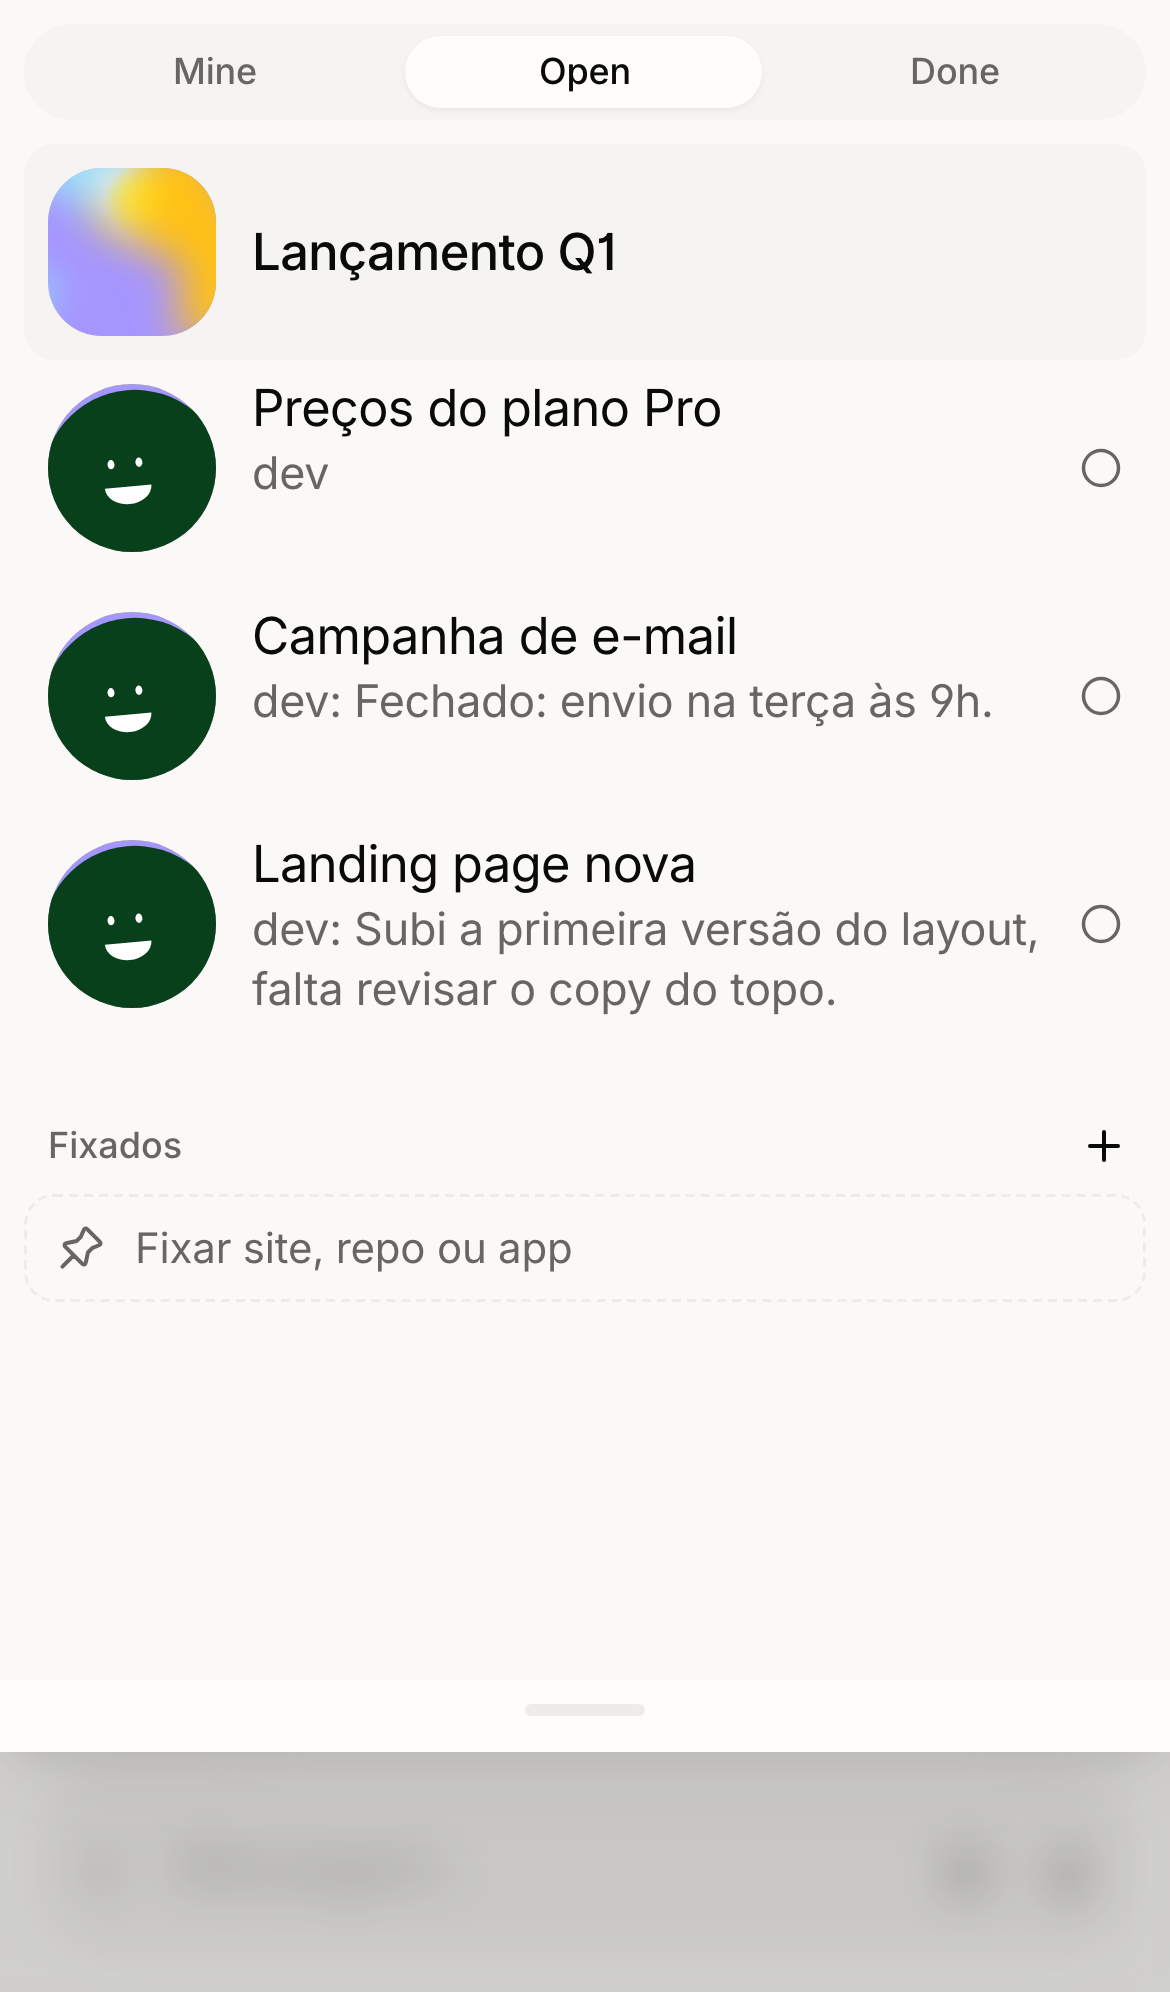 Mine
Open
Done
Lançamento Q1
Preços do plano Pro
dev
Campanha de e-mail
dev: Fechado: envio na terça às 9h.
Landing page nova
dev: Subi a primeira versão do layout,
falta revisar o copy do topo.
Fixados
Fixar site, repo ou app